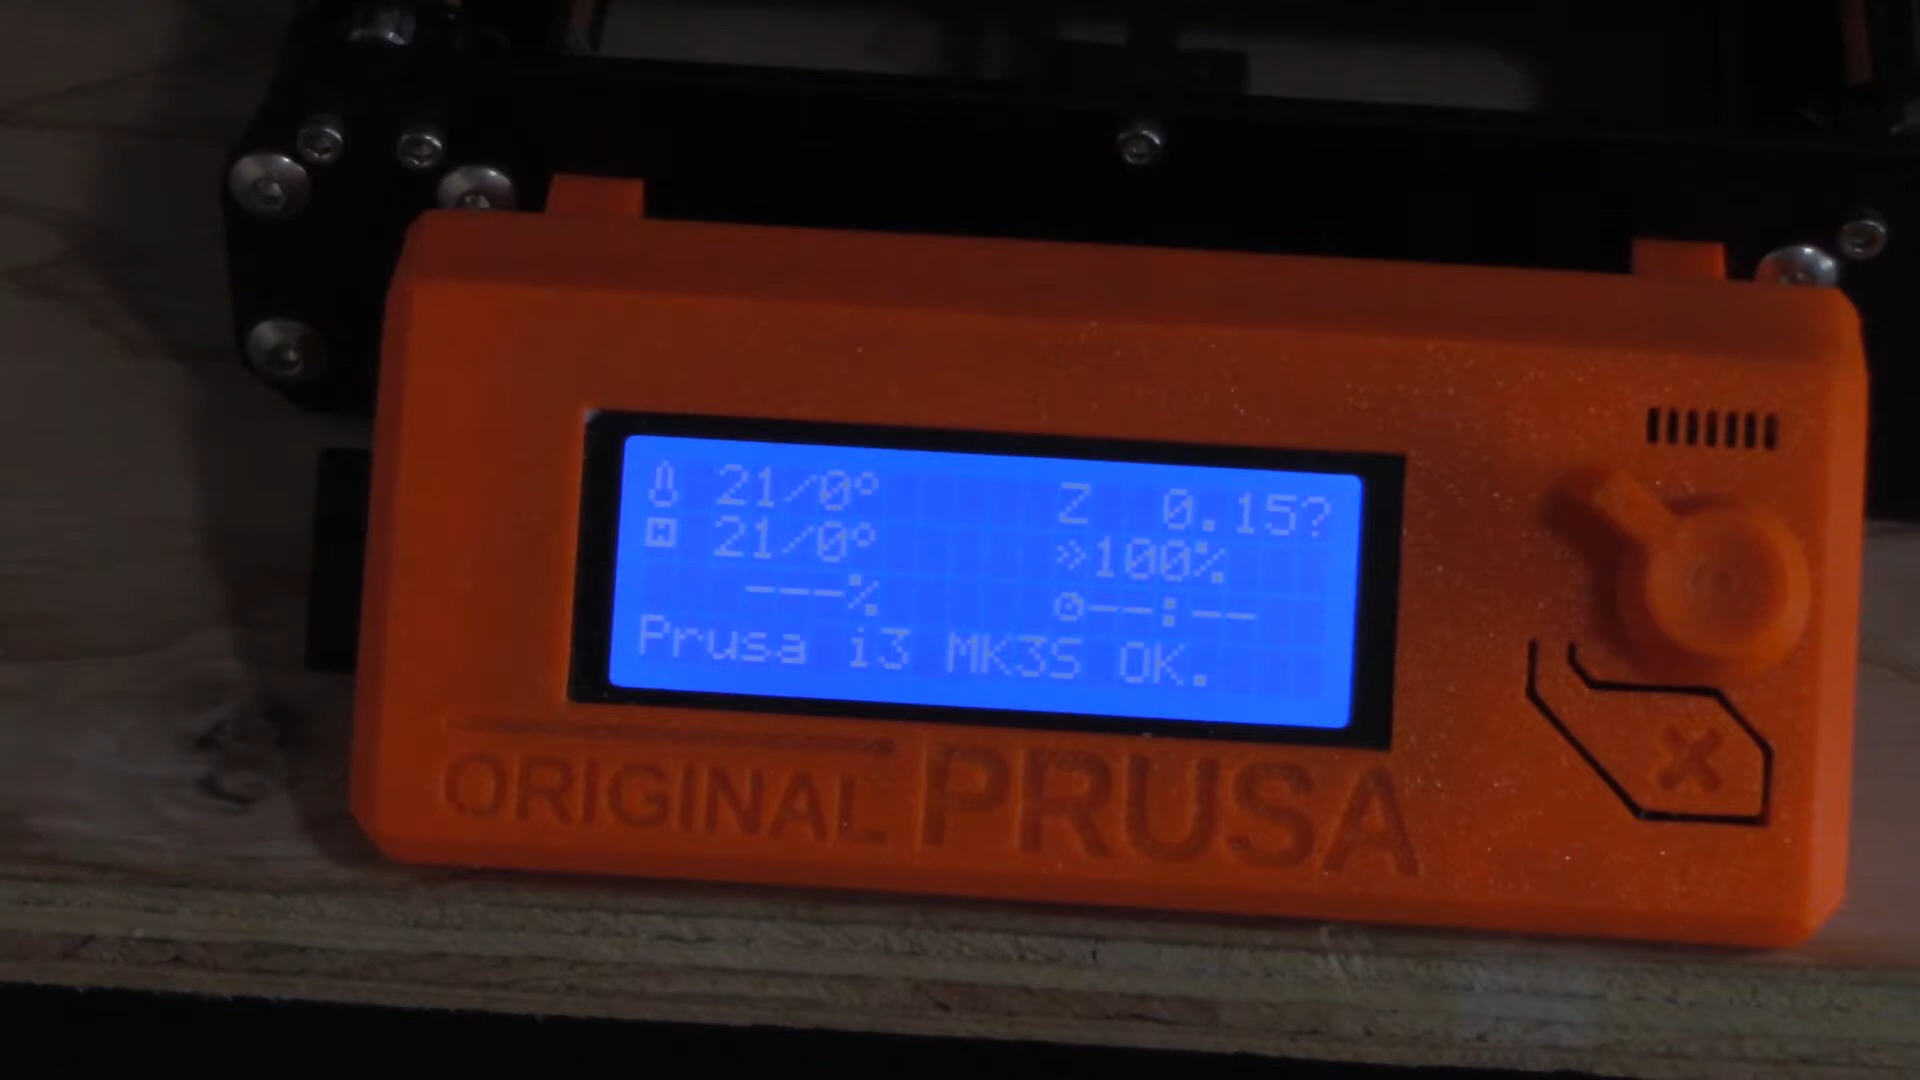 21/0° Z 0.15?
21/0° »100%
---% --:--
Prusa i3 MK3S OK.
ORIGINAL PRUSA